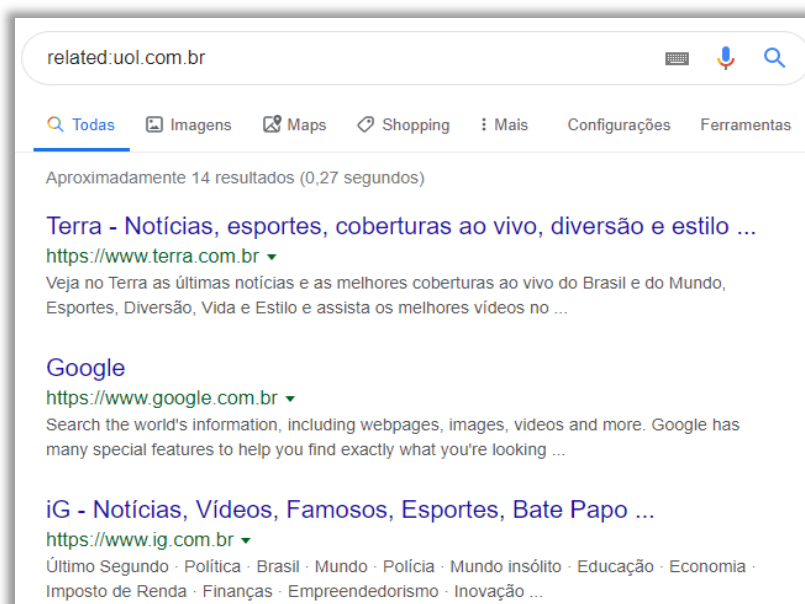 related:uol.com.br
Todas Imagens Maps Shopping Mais Configurações Ferramentas
Aproximadamente 14 resultados (0,27 segundos)
Terra - Notícias, esportes, coberturas ao vivo, diversão e estilo ...
https://www.terra.com.br
Veja no Terra as últimas notícias e as melhores coberturas ao vivo do Brasil e do Mundo,
Esportes, Diversão, Vida e Estilo e assista os melhores vídeos no ...
Google
https://www.google.com.br
Search the world's information, including webpages, images, videos and more. Google has
many special features to help you find exactly what you're looking ...
iG - Notícias, Vídeos, Famosos, Esportes, Bate Papo ...
https://www.ig.com.br
Último Segundo · Política · Brasil · Mundo · Polícia · Mundo insólito · Educação · Economia ·
Imposto de Renda · Finanças · Empreendedorismo · Inovação ...